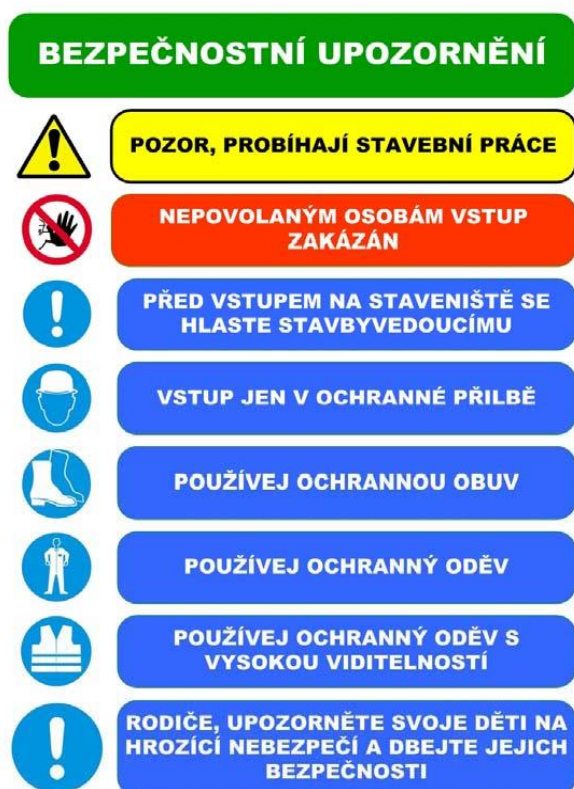 BEZPEČNOSTNÍ UPOZORNĚNÍ
POZOR, PROBÍHAJÍ STAVEBNÍ PRÁCE
NEPOVOLANÝM OSOBÁM VSTUP
ZAKÁZÁN
PŘED VSTUPEM NA STAVENIŠTĚ SE
HLASTE STAVBYVEDOUCÍMU
VSTUP JEN V OCHRANNÉ PŘILBĚ
POUŽÍVEJ OCHRANNOU OBUV
POUŽÍVEJ OCHRANNÝ ODĚV
POUŽÍVEJ OCHRANNÝ ODĚV S
VYSOKOU VIDITELNOSTÍ
RODIČE, UPOZORNĚTE SVOJE DĚTI NA
HROZÍCÍ NEBEZPEČÍ A DBEJTE JEJICH
BEZPEČNOSTI